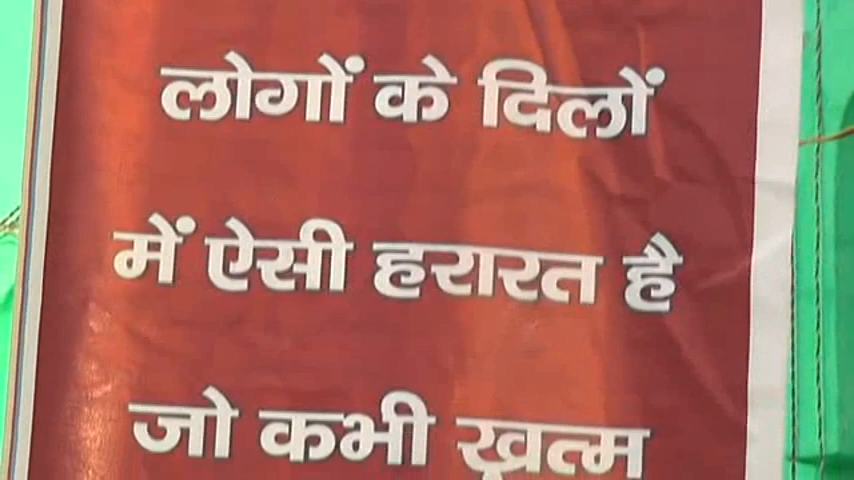 लोगों के दिलों
में ऐसी हरारत है
जो कभी ख़त्म